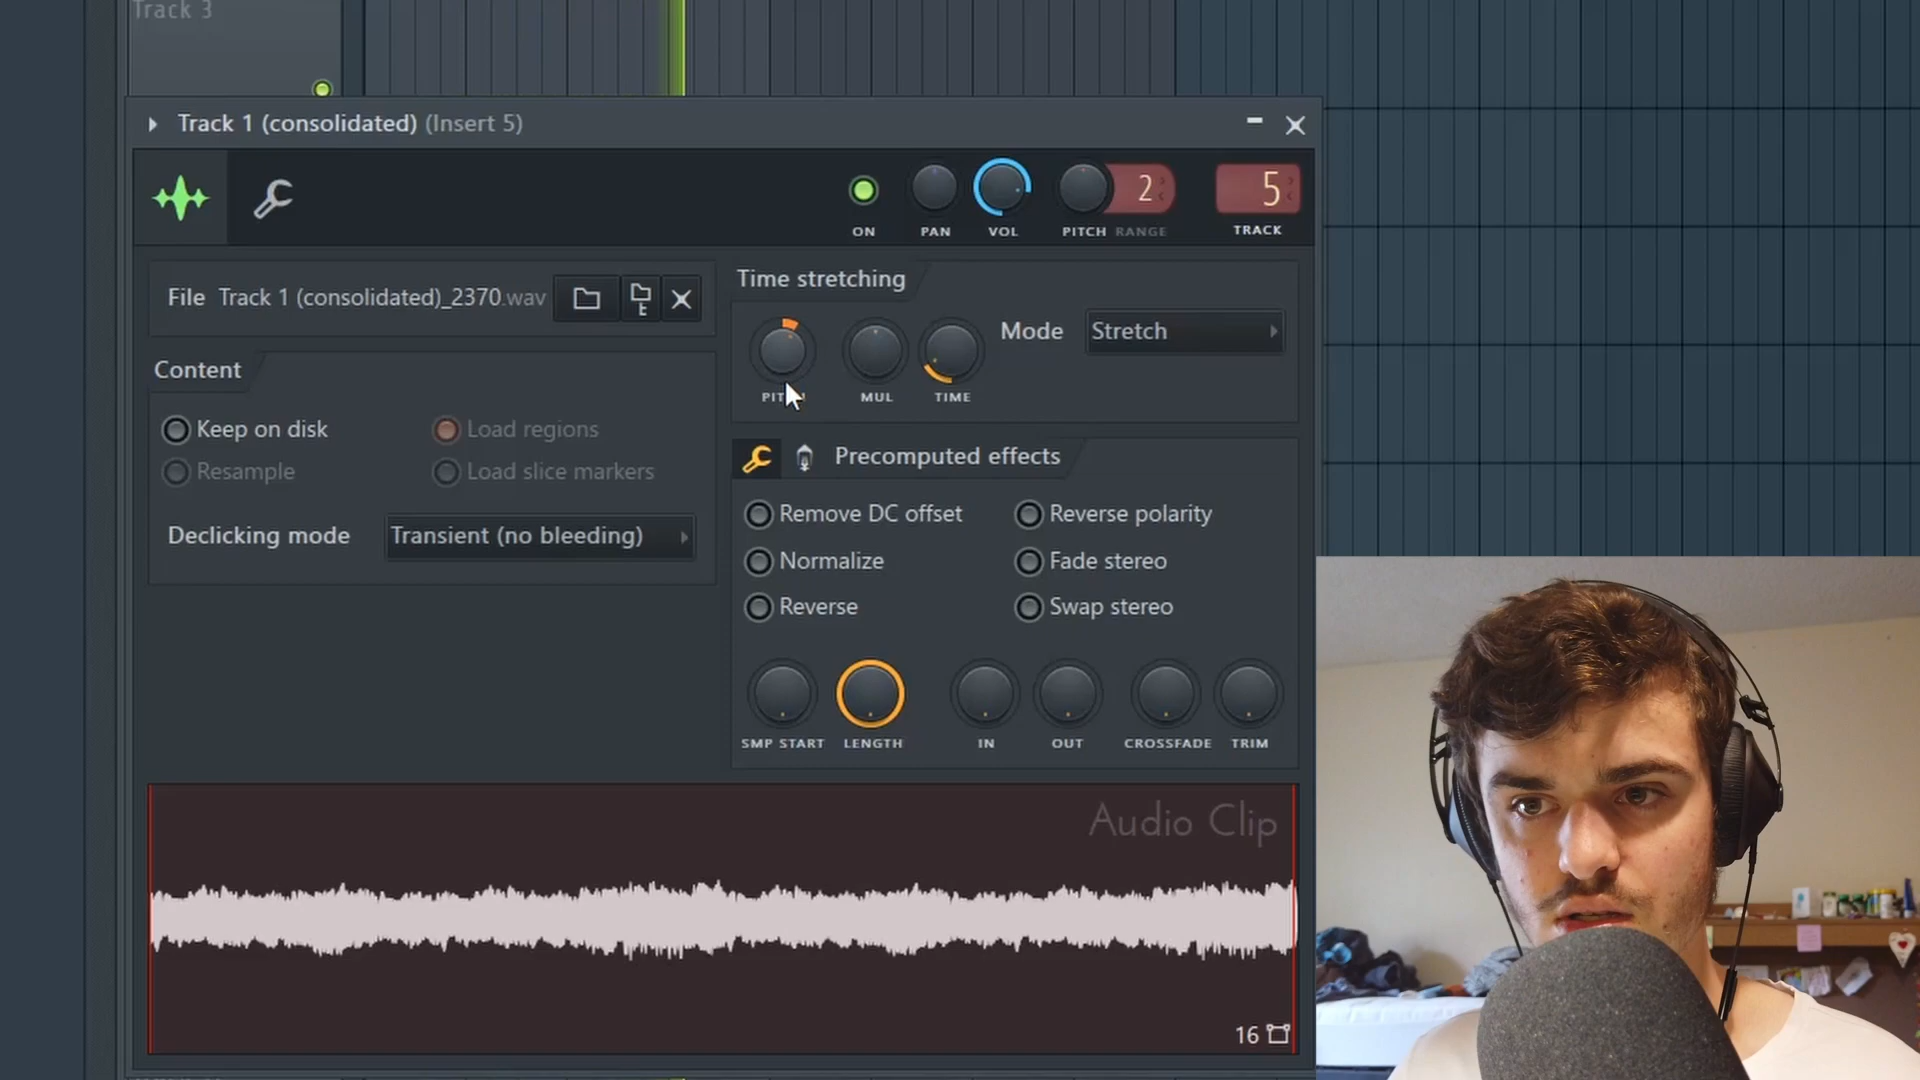 Track 3
Track 1 (consolidated) (Insert 5)
2
5
ON PAN VOL PITCH RANGE TRACK
File Track 1 (consolidated)_2370.wav
Time stretching
Mode Stretch
MUL TIME
Content
Keep on disk
Load regions
Resample
Load slice markers
Declicking mode Transient (no bleeding)
Precomputed effects
Remove DC offset
Reverse polarity
Normalize
Fade stereo
Reverse
Swap stereo
SMP START LENGTH IN OUT CROSSFADE TRIM
Audio Clip
16